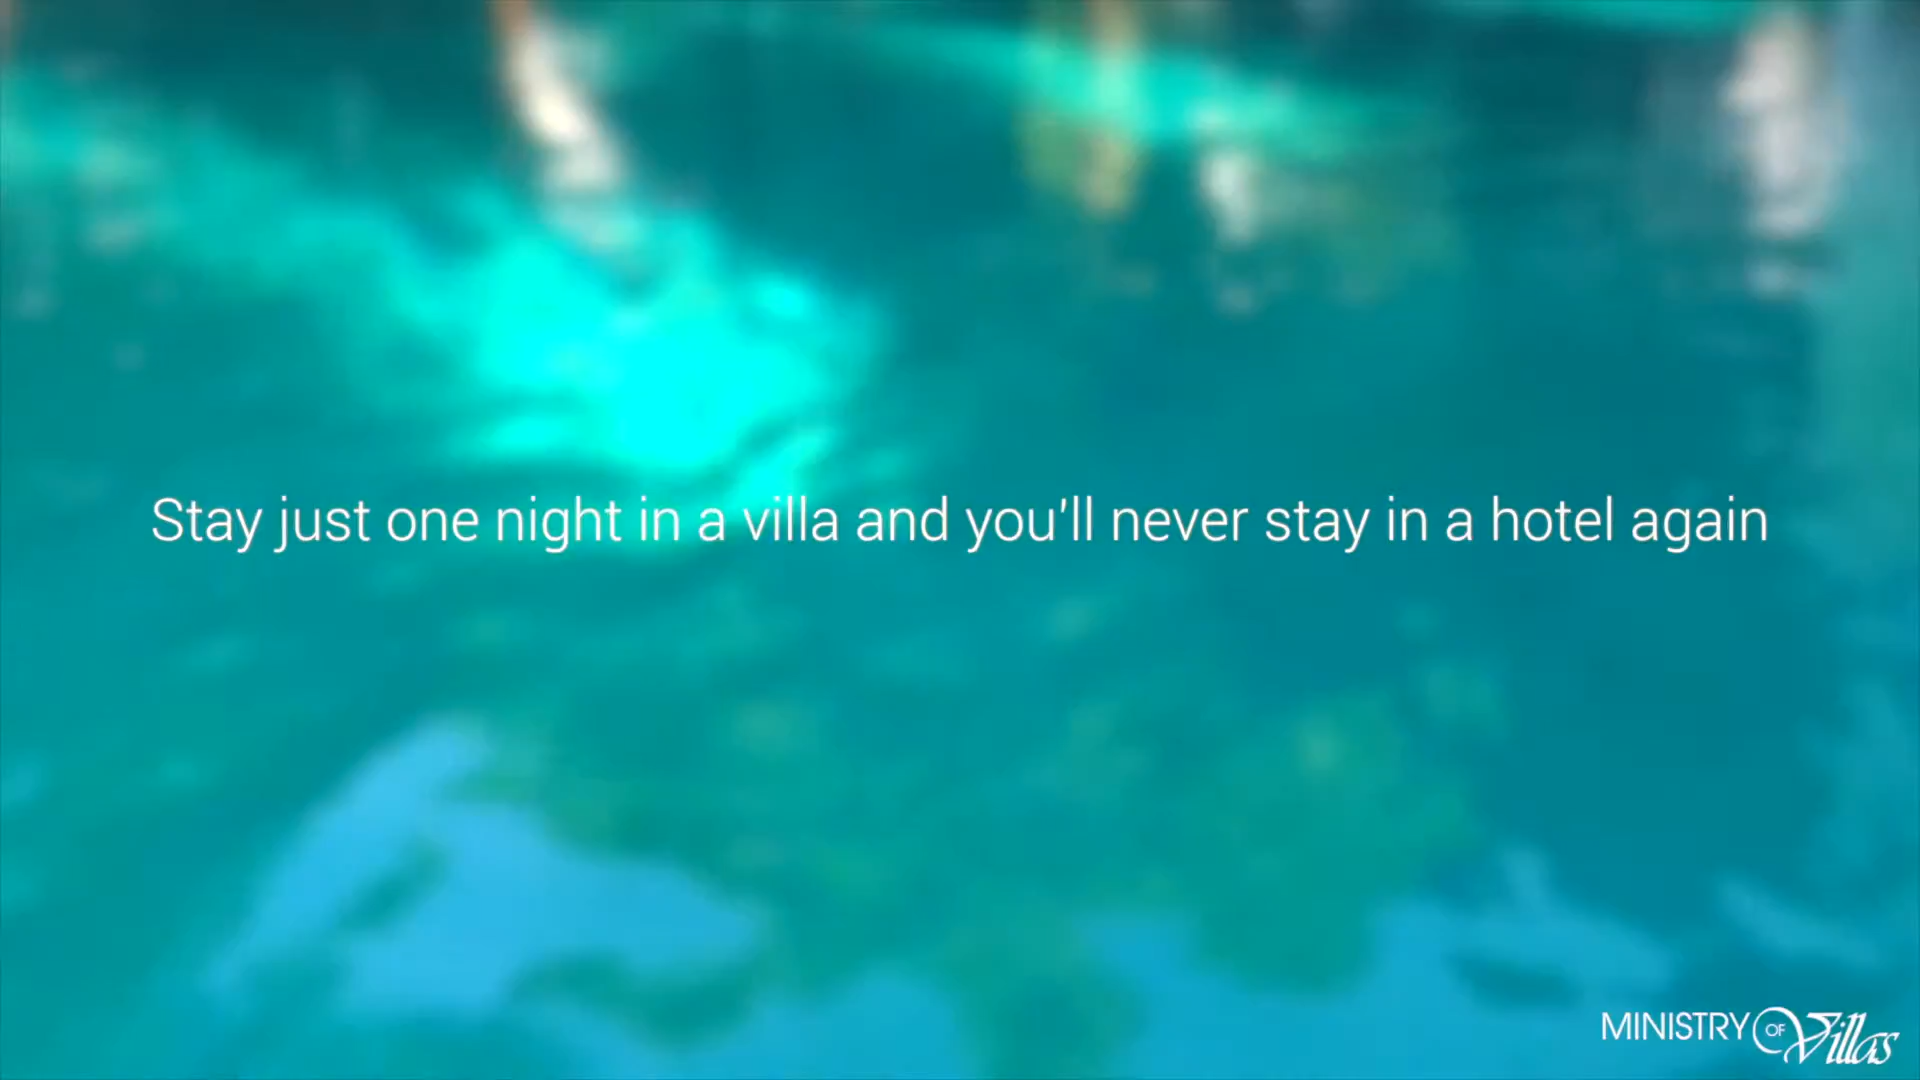 Stay just one night in a villa and you'll never stay in a hotel again
MINISTRY OF Villas